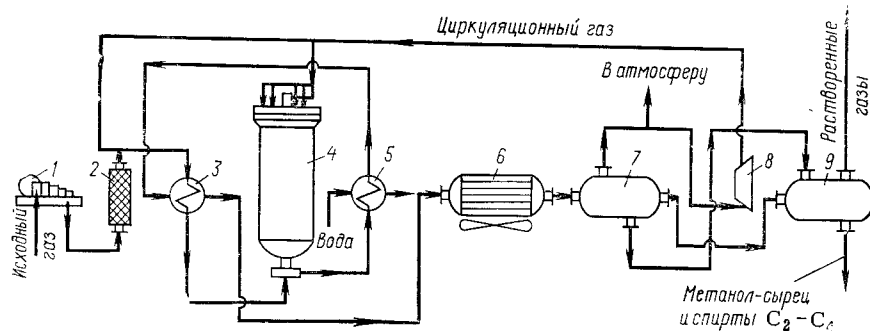 Циркуляционный газ
В атмосферу
Растворенные
газы
1
2
3
4
5
6
7
8
9
Исходный
газ
Вода
Метанол-сырец
и спирты C₂–C₄